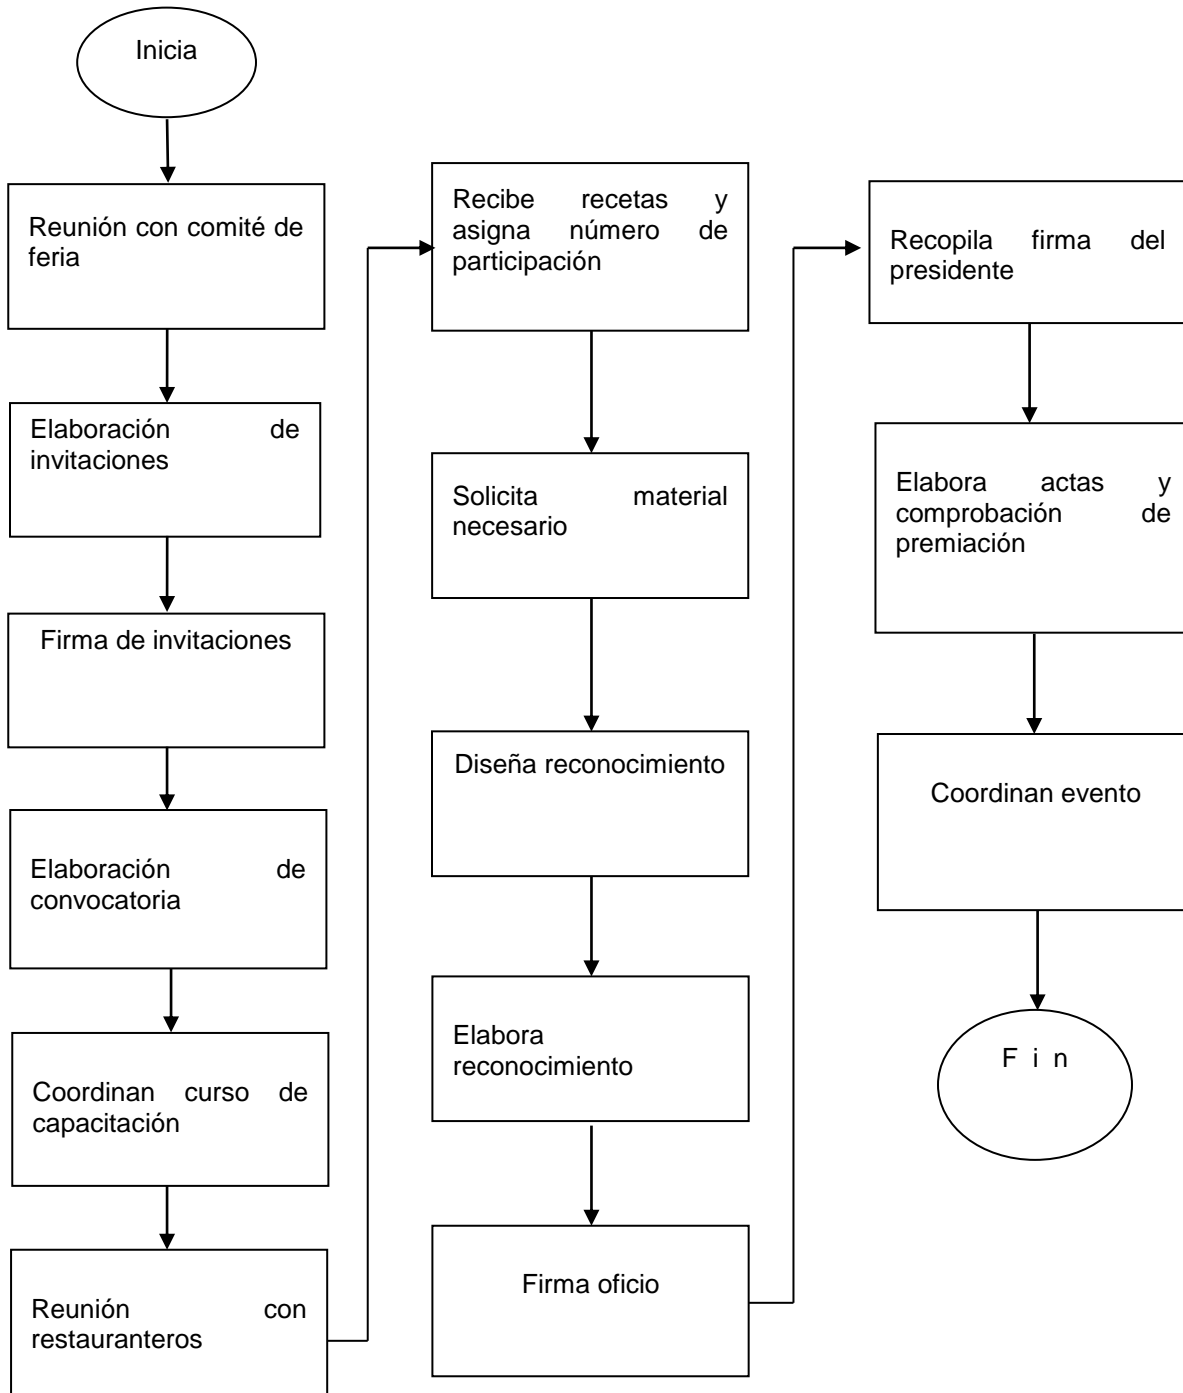 Inicia
Reunión con comité de
feria
Elaboración de
invitaciones
Firma de invitaciones
Elaboración de
convocatoria
Coordinan curso de
capacitación
Reunión con
restauranteros
Recibe recetas y
asigna número de
participación
Solicita material
necesario
Diseña reconocimiento
Elabora
reconocimiento
Firma oficio
Recopila firma del
presidente
Elabora actas y
comprobación de
premiación
Coordinan evento
F i n